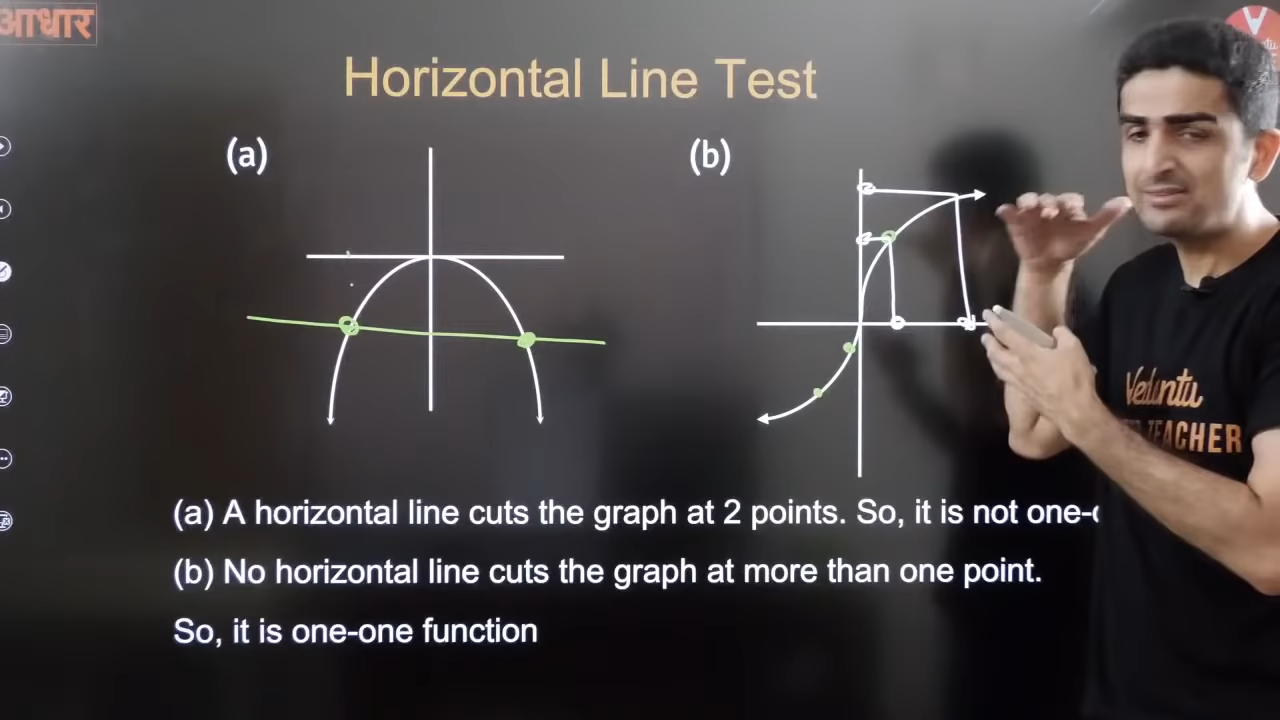 आधार
Horizontal Line Test
(a)
(b)
Vedantu
TEACHER
(a) A horizontal line cuts the graph at 2 points. So, it is not one-
(b) No horizontal line cuts the graph at more than one point.
So, it is one-one function